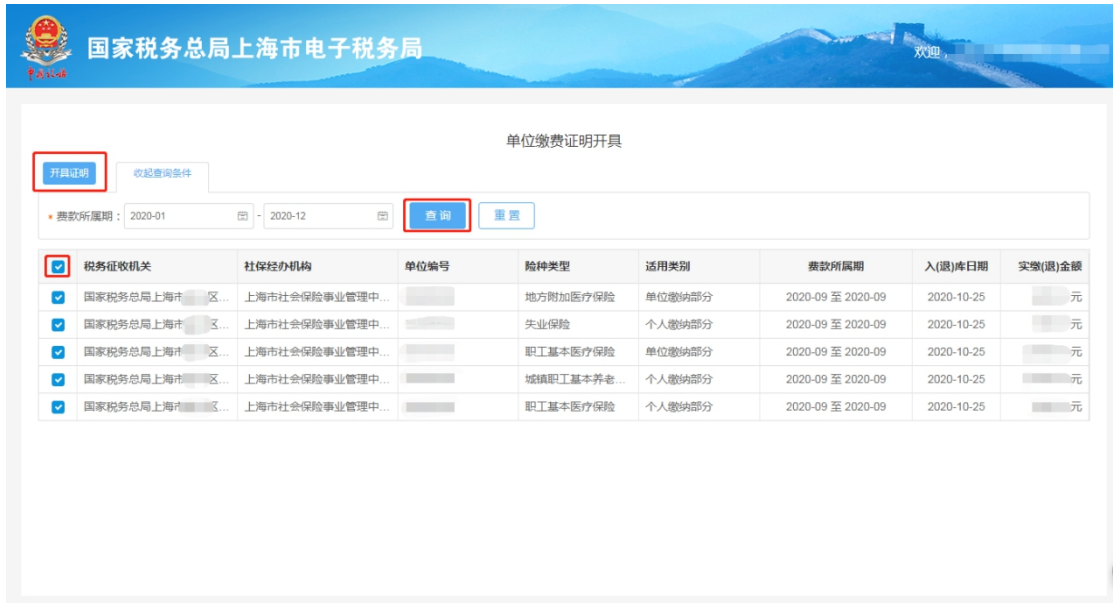 国家税务总局上海市电子税务局
欢迎，
单位缴费证明开具
开具证明 收起查询条件
* 费款所属期： 2020-01 - 2020-12 查询 重置
税务征收机关 社保经办机构 单位编号 险种类型 适用类别 费款所属期 入(退)库日期 实缴(退)金额
国家税务总局上海市 区... 上海市社会保险事业管理中... 地方附加医疗保险 单位缴纳部分 2020-09 至 2020-09 2020-10-25 元
国家税务总局上海市 区... 上海市社会保险事业管理中... 失业保险 个人缴纳部分 2020-09 至 2020-09 2020-10-25 元
国家税务总局上海市 区... 上海市社会保险事业管理中... 职工基本医疗保险 单位缴纳部分 2020-09 至 2020-09 2020-10-25 元
国家税务总局上海市 区... 上海市社会保险事业管理中... 城镇职工基本养老... 个人缴纳部分 2020-09 至 2020-09 2020-10-25 元
国家税务总局上海市 区... 上海市社会保险事业管理中... 职工基本医疗保险 个人缴纳部分 2020-09 至 2020-09 2020-10-25 元